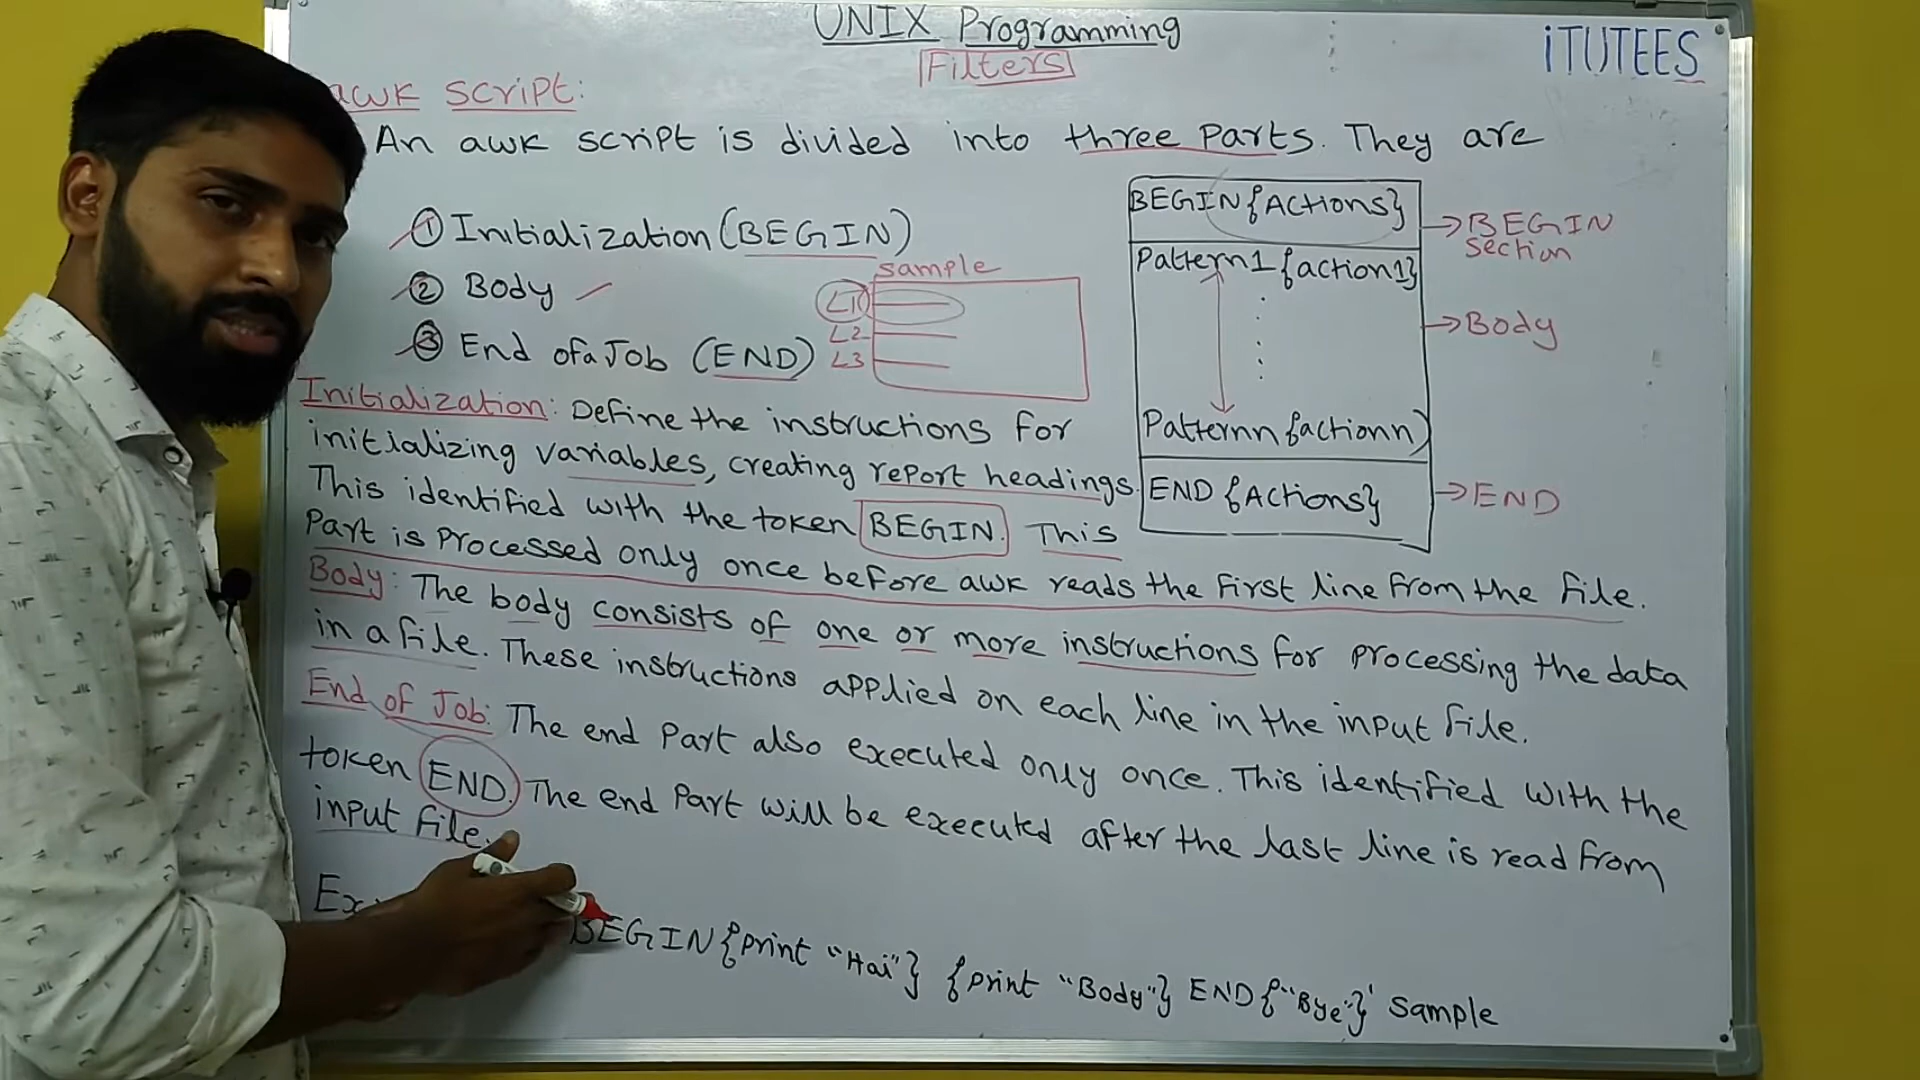 UNIX Programming
Filters
iTUTEES
awk script:
An awk script is divided into three Parts. They are
① Initialization (BEGIN)
② Body
③ End of a Job (END)
sample
L1
L2
L3
BEGIN{Actions}
→BEGIN section
Pattern1 {action1}
→Body
Patternn {actionn}
END {Actions}
→END
Initialization: Define the instructions for
initializing variables, creating report headings.
This identified with the token BEGIN. This
Part is Processed only once before awk reads the First line from the File.
Body: The body consists of one or more instructions for processing the data
in a file. These instructions applied on each line in the input file.
End of Job: The end Part also executed only once. This identified with the
token END. The end Part will be executed after the last line is read from
input file.
Ex
BEGIN{print "Hai"} {print "Body"} END{"Bye"}' Sample